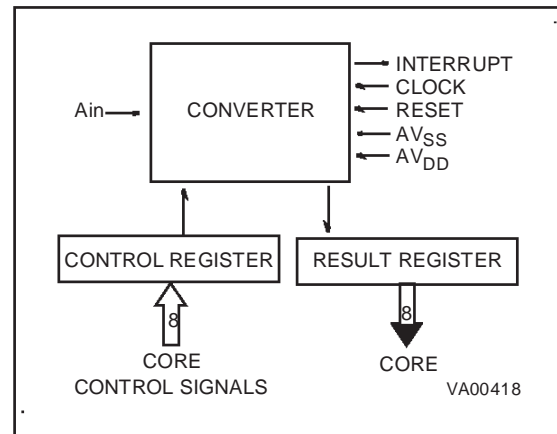 INTERRUPT
CLOCK
Ain
CONVERTER
RESET
AVSS
AVDD
CONTROL REGISTER
RESULT REGISTER
8
8
CORE
CONTROL SIGNALS
CORE
VA00418